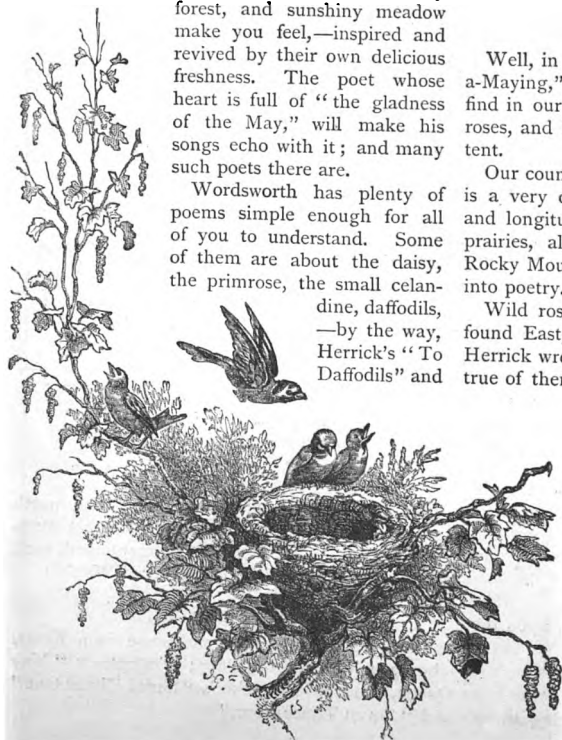 forest, and sunshiny meadow
make you feel,—inspired and
revived by their own delicious
freshness. The poet whose
heart is full of “the gladness
of the May,” will make his
songs echo with it; and many
such poets there are.
Wordsworth has plenty of
poems simple enough for all
of you to understand. Some
of them are about the daisy,
the primrose, the small celan-
dine, daffodils,
—by the way,
Herrick's “To
Daffodils” and
Well, in
a-Maying,”
find in our
roses, and
tent.
Our coun
is a very
and longitu
prairies, al
Rocky Mou
into poetry.
Wild ros
found East
Herrick wro
true of ther